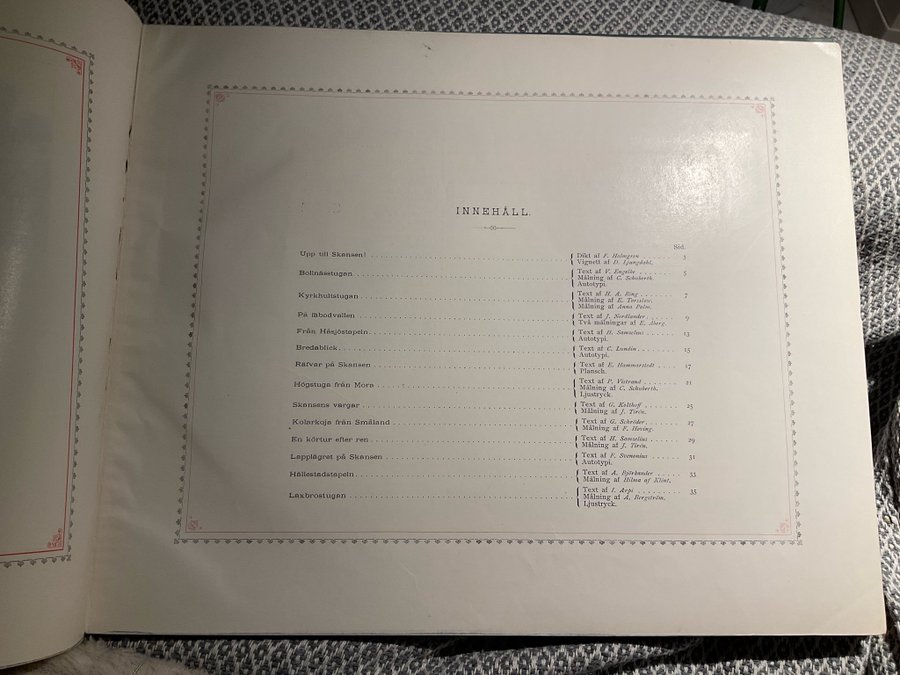 INNEHÅLL.
Sid.
Upp till Skansen! Dikt af F. Holmgren 3
Vignett af D. Ljungdahl.
Bollnässtugan Text af V. Engelke 5
Målning af C. Schuberth.
Autotypi.
Kyrkhultstugan Text af H. A. Ring 7
Målning af E. Torslow.
Målning af Anna Palm.
På fäbodvallen Text af J. Nordlander 9
Två målningar af E. Åberg.
Från Håsjöstapeln Text af H. Samzelius 13
Autotypi.
Bredablick Text af C. Lundin 15
Autotypi.
Räfvar på Skansen Text af E. Hammarstedt 17
Plansch.
Högstuga från Mora Text af P. Vistrand 21
Målning af C. Schuberth.
Ljustryck.
Skansens vargar Text af G. Kolthoff 25
Målning af J. Tirén.
Kolarkoja från Småland Text af G. Schröder 27
Målning af F. Hoving.
En körtur efter ren Text af H. Samzelius 29
Målning af J. Tirén.
Lapplägret på Skansen Text af F. Svenonius 31
Autotypi.
Hällestadstapeln Text af A. Björkander 33
Målning af Hilma af Klint.
Laxbrostugan Text af I. Arpi 35
Målning af A. Bergström.
Ljustryck.